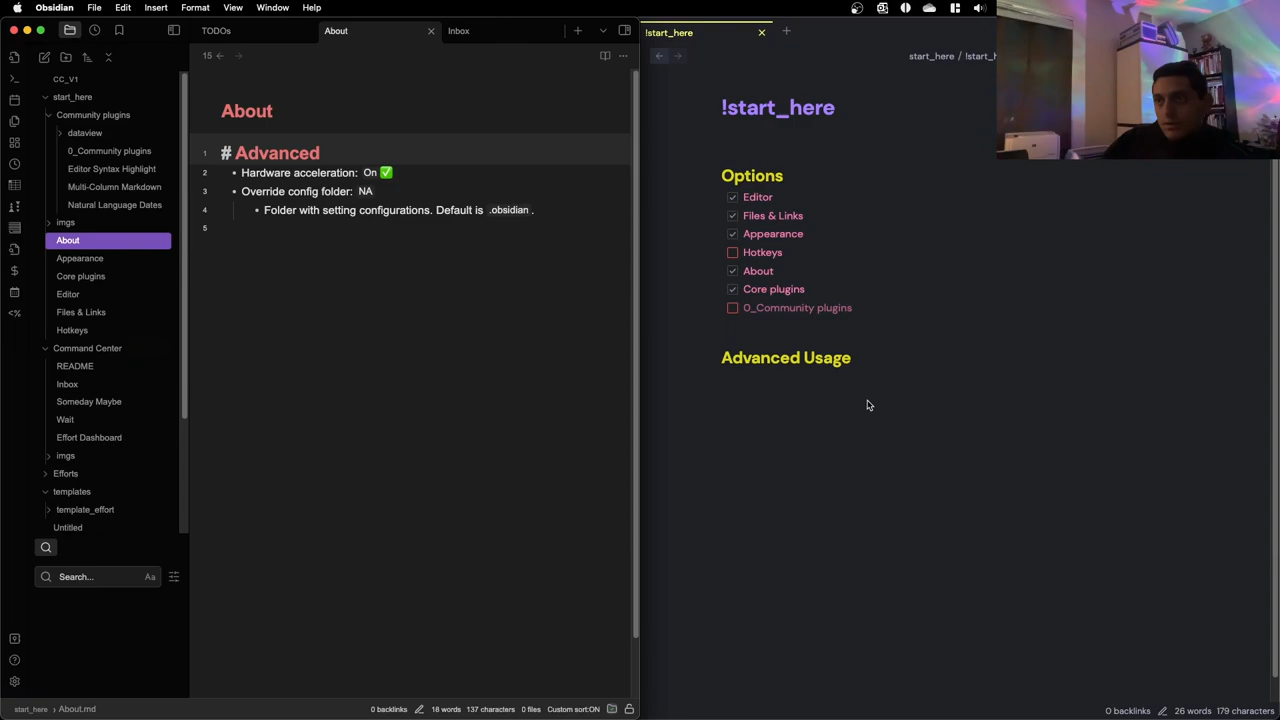 Obsidian File Edit Insert Format View Window Help
TODOs
About
Inbox
15
CC_V1
start_here
Community plugins
dataview
0_Community plugins
Editor Syntax Highlight
Multi-Column Markdown
Natural Language Dates
imgs
About
Appearance
Core plugins
Editor
Files & Links
Hotkeys
Command Center
README
Inbox
Someday Maybe
Wait
Effort Dashboard
imgs
Efforts
templates
template_effort
Untitled
Search... Aa
About
1 # Advanced
2 Hardware acceleration: On ✅
3 Override config folder: NA
4 Folder with setting configurations. Default is .obsidian.
5
start_here > About.md
0 backlinks 18 words 137 characters 0 files Custom sort:ON
!start_here
start_here / !start_h
!start_here
Options
Editor
Files & Links
Appearance
Hotkeys
About
Core plugins
0_Community plugins
Advanced Usage
0 backlinks 26 words 179 characters